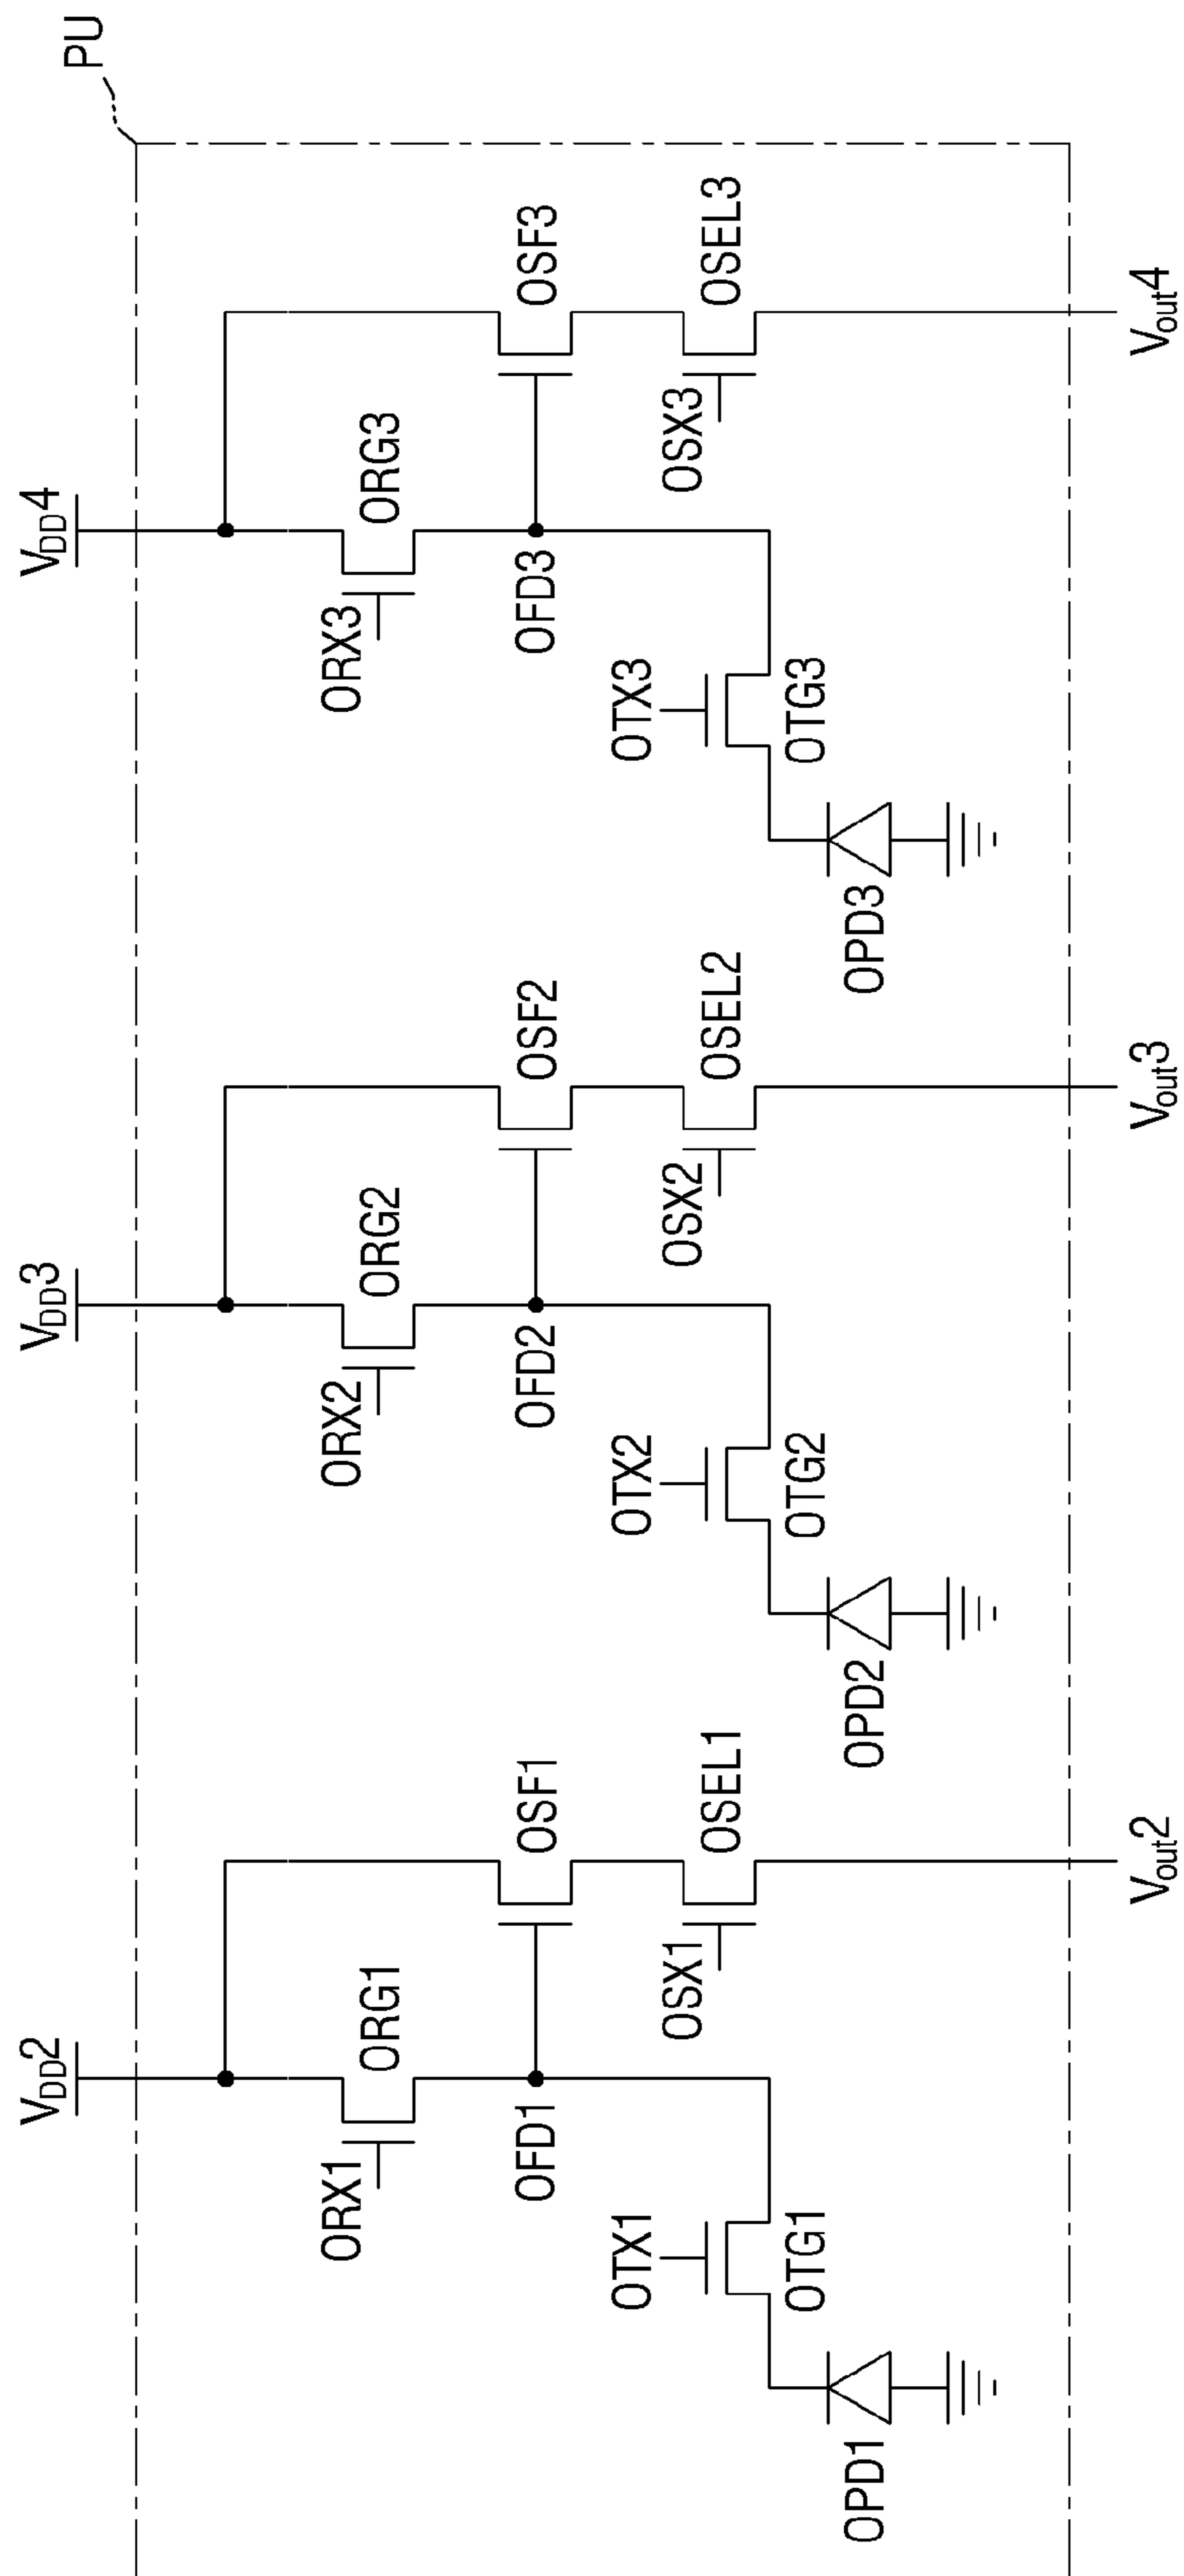 PU
V_DD2
V_DD3
V_DD4
ORX1
ORG1
ORX2
ORG2
ORX3
ORG3
OFD1
OSF1
OFD2
OSF2
OFD3
OSF3
OTX1
OSX1
OSEL1
OTX2
OSX2
OSEL2
OTX3
OSX3
OSEL3
OTG1
OTG2
OTG3
OPD1
OPD2
OPD3
V_out2
V_out3
V_out4